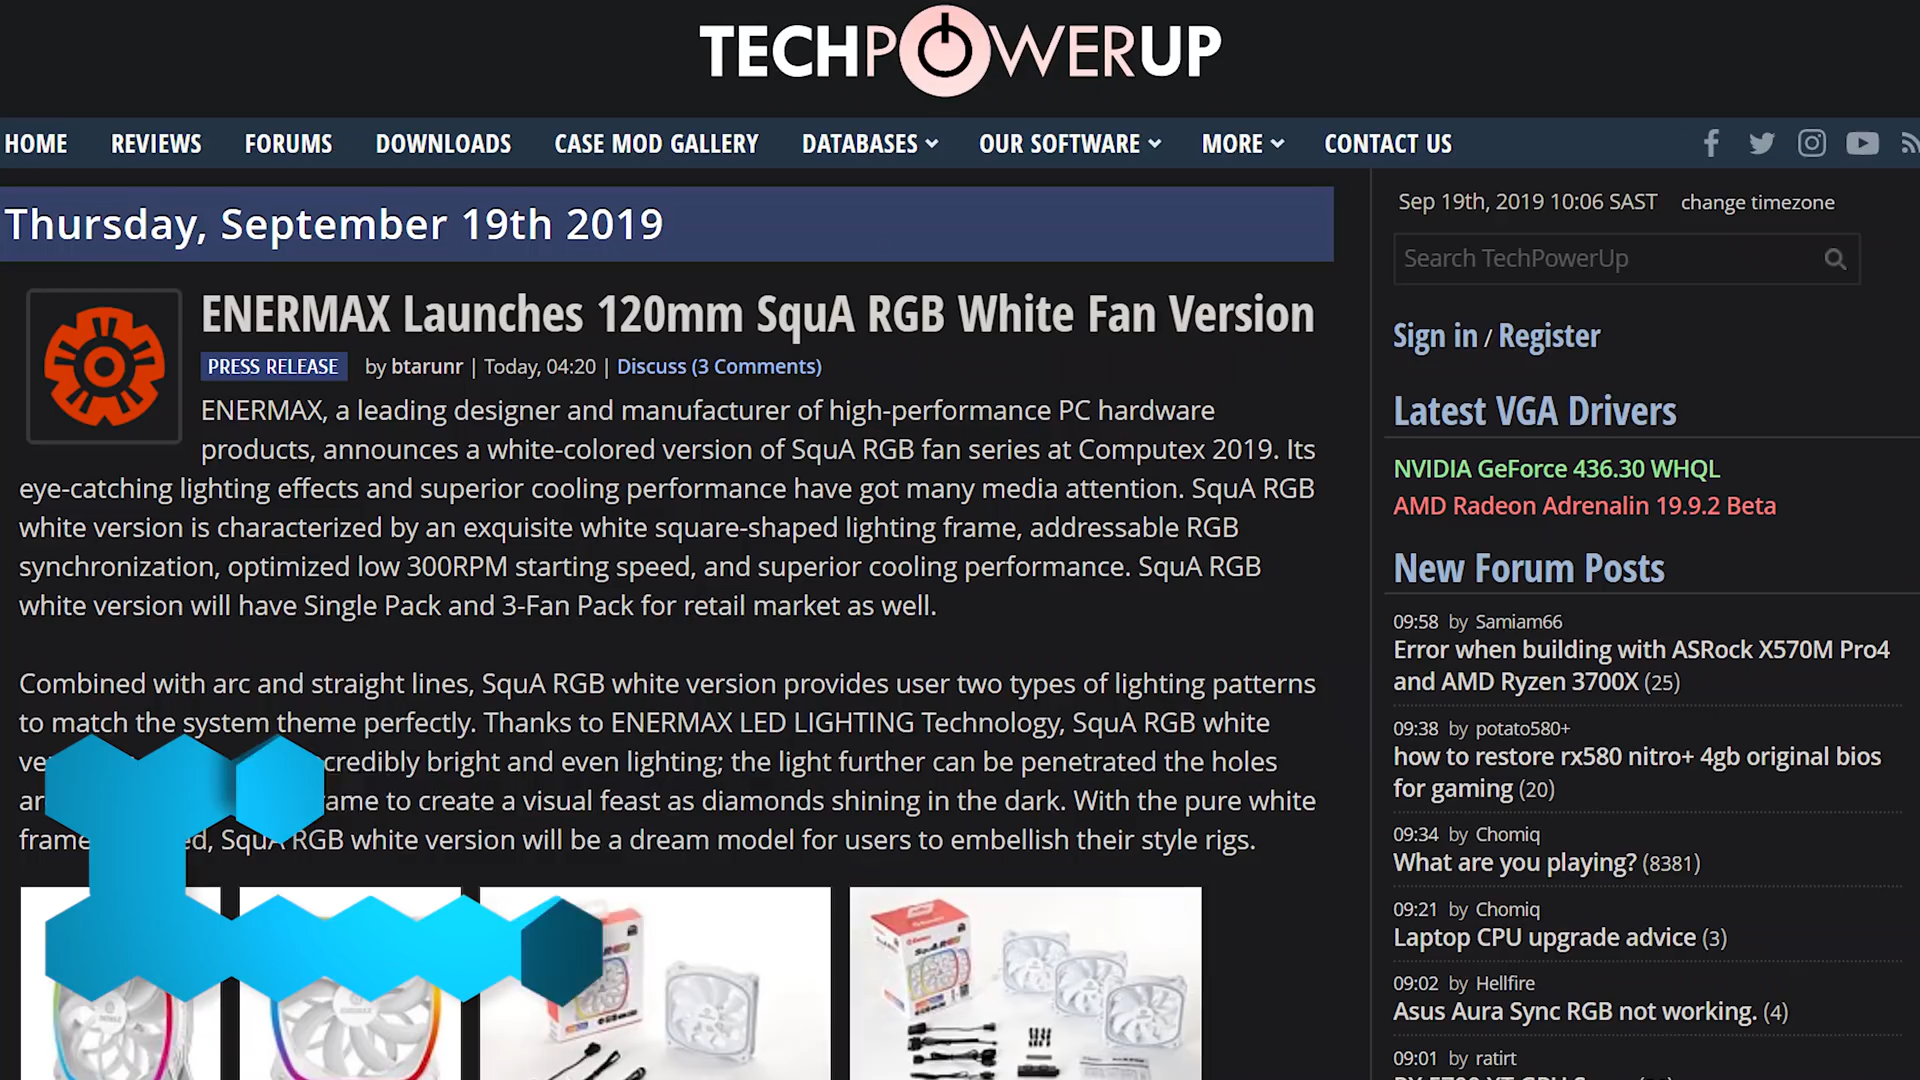 TECHPOWERUP
HOME REVIEWS FORUMS DOWNLOADS CASE MOD GALLERY DATABASES OUR SOFTWARE MORE CONTACT US
Thursday, September 19th 2019
ENERMAX Launches 120mm SquA RGB White Fan Version
PRESS RELEASE by btarunr | Today, 04:20 | Discuss (3 Comments)
ENERMAX, a leading designer and manufacturer of high-performance PC hardware
products, announces a white-colored version of SquA RGB fan series at Computex 2019. Its
eye-catching lighting effects and superior cooling performance have got many media attention. SquA RGB
white version is characterized by an exquisite white square-shaped lighting frame, addressable RGB
synchronization, optimized low 300RPM starting speed, and superior cooling performance. SquA RGB
white version will have Single Pack and 3-Fan Pack for retail market as well.
Combined with arc and straight lines, SquA RGB white version provides user two types of lighting patterns
to match the system theme perfectly. Thanks to ENERMAX LED LIGHTING Technology, SquA RGB white
credibly bright and even lighting; the light further can be penetrated the holes
ame to create a visual feast as diamonds shining in the dark. With the pure white
frame d, SquA RGB white version will be a dream model for users to embellish their style rigs.
Sep 19th, 2019 10:06 SAST change timezone
Search TechPowerUp
Sign in / Register
Latest VGA Drivers
NVIDIA GeForce 436.30 WHQL
AMD Radeon Adrenalin 19.9.2 Beta
New Forum Posts
09:58 by Samiam66
Error when building with ASRock X570M Pro4
and AMD Ryzen 3700X (25)
09:38 by potato580+
how to restore rx580 nitro+ 4gb original bios
for gaming (20)
09:34 by Chomiq
What are you playing? (8381)
09:21 by Chomiq
Laptop CPU upgrade advice (3)
09:02 by Hellfire
Asus Aura Sync RGB not working. (4)
09:01 by ratirt